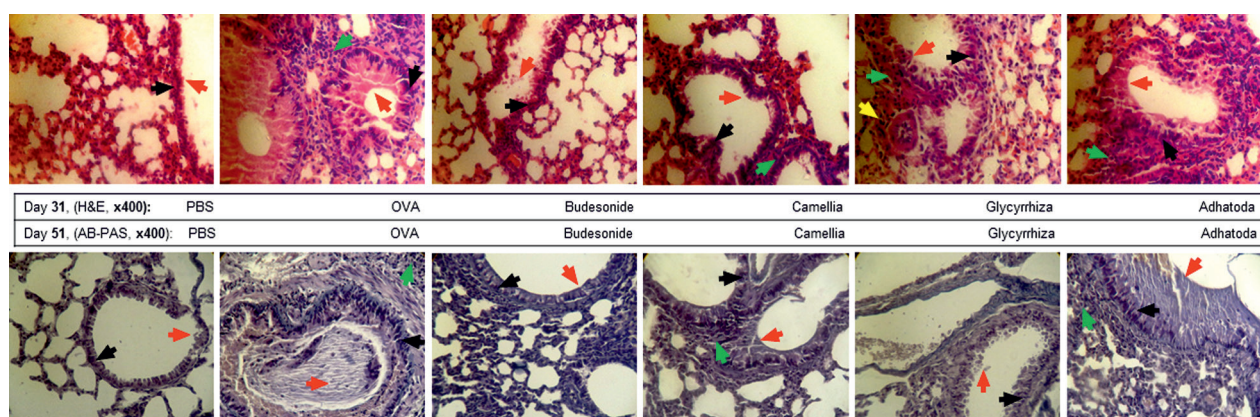 Day 31, (H&E, x400): PBS OVA Budesonide Camellia Glycyrrhiza Adhatoda
Day 51, (AB-PAS, x400): PBS OVA Budesonide Camellia Glycyrrhiza Adhatoda